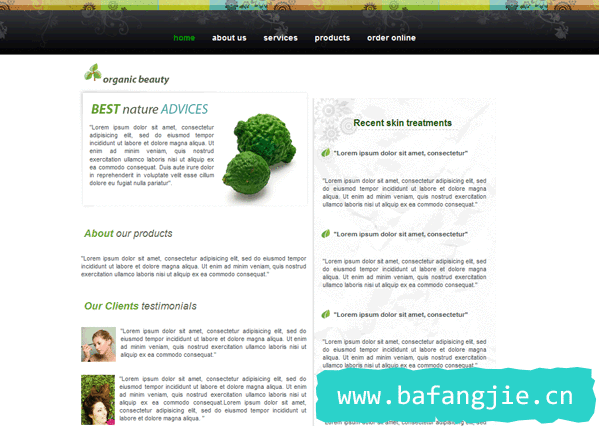 home about us services products order online
organic beauty
BEST nature ADVICES
"Lorem ipsum dolor sit amet, consectetur
adipisicing elit, sed do eiusmod tempor
incididunt ut labore et dolore magna aliqua. Ut
enim ad minim veniam, quis nostrud
exercitation ullamco laboris nisi ut aliquip ex
ea commodo consequat. Duis aute irure dolor
in reprehenderit in voluptate velit esse cillum
dolore eu fugiat nulla pariatur".
About our products
"Lorem ipsum dolor sit amet, consectetur adipisicing elit, sed do eiusmod tempor
incididunt ut labore et dolore magna aliqua. Ut enim ad minim veniam, quis nostrud
exercitation ullamco laboris nisi ut aliquip ex ea commodo consequat."
Our Clients testimonials
"Lorem ipsum dolor sit amet, consectetur adipisicing elit, sed do
eiusmod tempor incididunt ut labore et dolore magna aliqua. Ut enim
ad minim veniam, quis nostrud exercitation ullamco laboris nisi ut
aliquip ex ea commodo consequat."
"Lorem ipsum dolor sit amet, consectetur adipisicing elit, sed do
eiusmod tempor incididunt ut labore et dolore magna aliqua. Ut enim
ad minim veniam, quis nostrud exercitation ullamco laboris nisi ut
aliquip ex ea commodo consequat.Lorem ipsum dolor sit amet,
consectetur adipisicing elit, sed do eiusmod tempor incididunt ut
Recent skin treatments
"Lorem ipsum dolor sit amet, consectetur"
"Lorem ipsum dolor sit amet, consectetur adipisicing elit, sed
do eiusmod tempor incididunt ut labore et dolore magna
aliqua. Ut enim ad minim veniam, quis nostrud exercitation
ullamco laboris nisi ut aliquip ex ea commodo consequat."
"Lorem ipsum dolor sit amet, consectetur"
"Lorem ipsum dolor sit amet, consectetur adipisicing elit, sed
do eiusmod tempor incididunt ut labore et dolore magna
aliqua. Ut enim ad minim veniam, quis nostrud exercitation
ullamco laboris nisi ut aliquip ex ea commodo consequat."
"Lorem ipsum dolor sit amet, consectetur"
"Lorem ipsum dolor sit amet, consectetur adipisicing elit, sed
do eiusmod tempor incididunt ut labore et dolore magna
www.bafangjie.cn